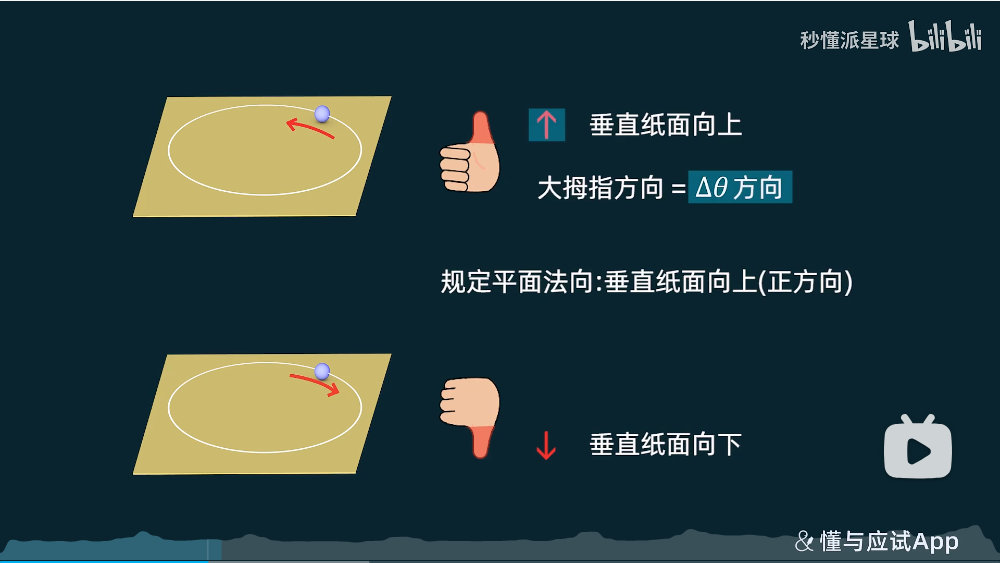 秒懂派星球 bilibili
垂直纸面向上
大拇指方向 = Δθ 方向
规定平面法向:垂直纸面向上(正方向)
垂直纸面向下
& 懂与应试App